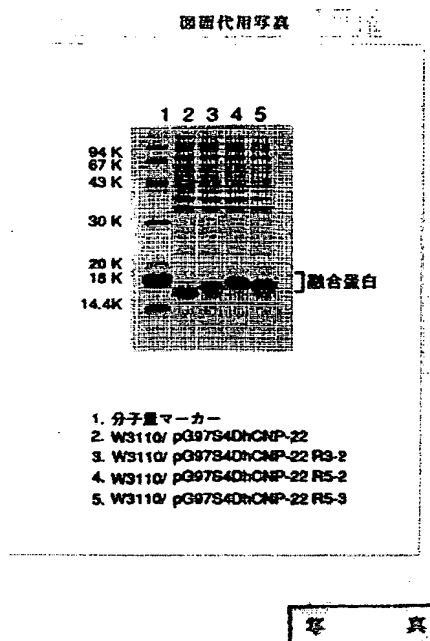 図面代用写真
1 2 3 4 5
94 K
67 K
43 K
30 K
20 K
18 K
融合蛋白
14.4K
1. 分子量マーカー
2. W3110/ pG97S4DhCNP-22
3. W3110/ pG97S4DhCNP-22 R3-2
4. W3110/ pG97S4DhCNP-22 R5-2
5. W3110/ pG97S4DhCNP-22 R5-3
写 真